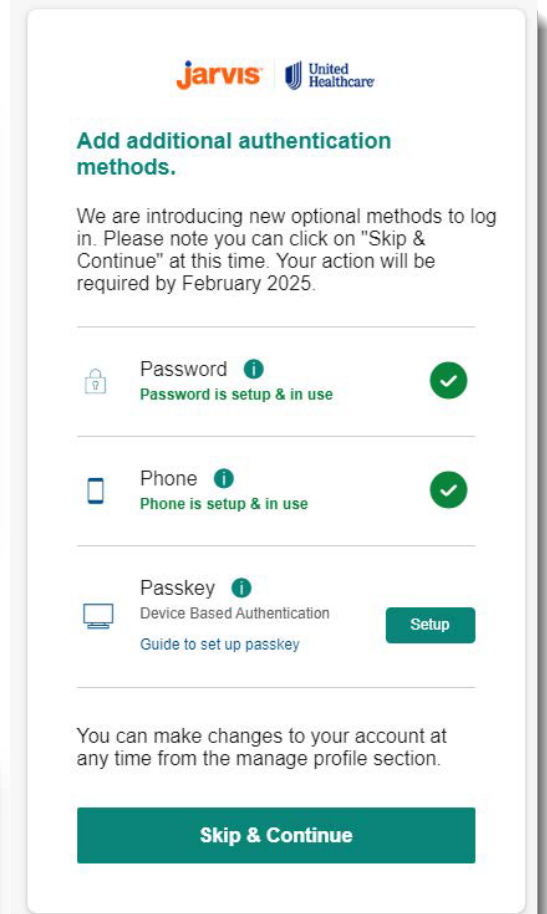 jarvis
United
Healthcare
Add additional authentication
methods.
We are introducing new optional methods to log
in. Please note you can click on "Skip &
Continue" at this time. Your action will be
required by February 2025.
Password i
Password is setup & in use
Phone i
Phone is setup & in use
Passkey i
Device Based Authentication
Setup
Guide to set up passkey
You can make changes to your account at
any time from the manage profile section.
Skip & Continue